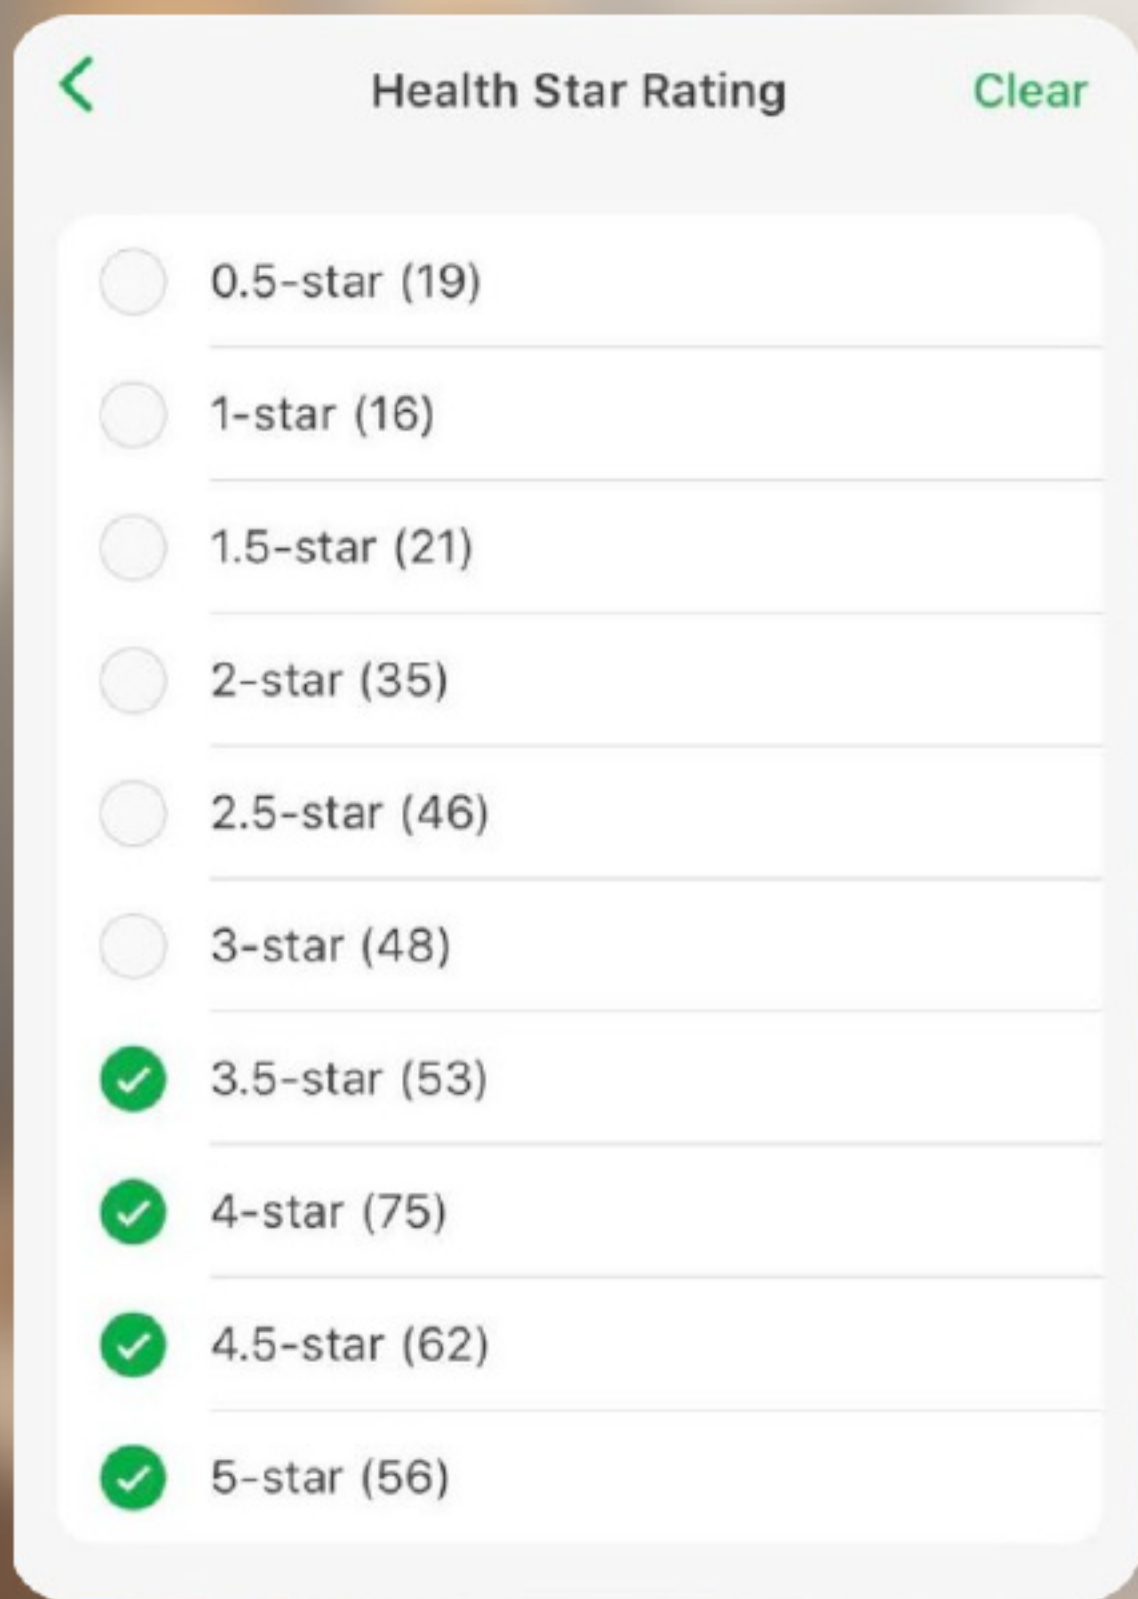 Health Star Rating
Clear
0.5-star (19)
1-star (16)
1.5-star (21)
2-star (35)
2.5-star (46)
3-star (48)
3.5-star (53)
4-star (75)
4.5-star (62)
5-star (56)